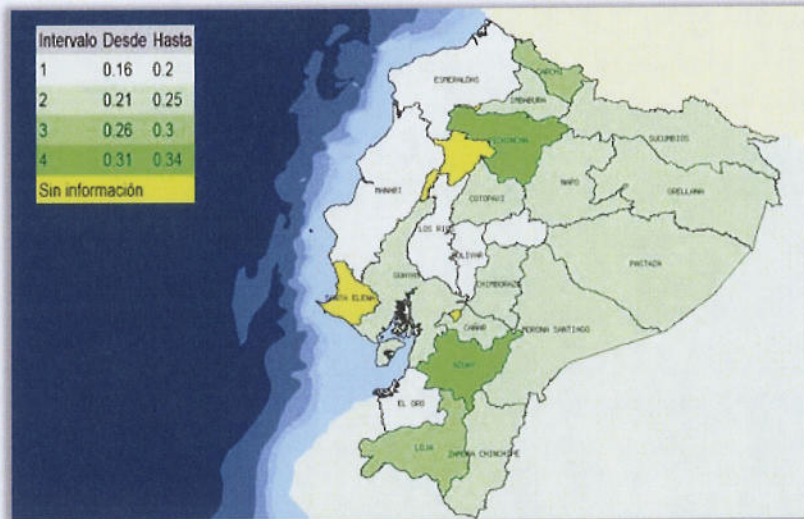 Intervalo Desde Hasta
1 0.16 0.2
2 0.21 0.25
3 0.26 0.3
4 0.31 0.34
Sin información
ESMERALDAS
CARCHI
IMBABURA
PICHINCHA
SUCUMBIOS
MANABI
NAPO
ORELLANA
COTOPAXI
LOS RIOS
BOLIVAR
PASTAZA
GUAYAS
CHIMBORAZO
SANTA ELENA
CAÑAR
MORONA SANTIAGO
AZUAY
EL ORO
LOJA
ZAMORA CHINCHIPE